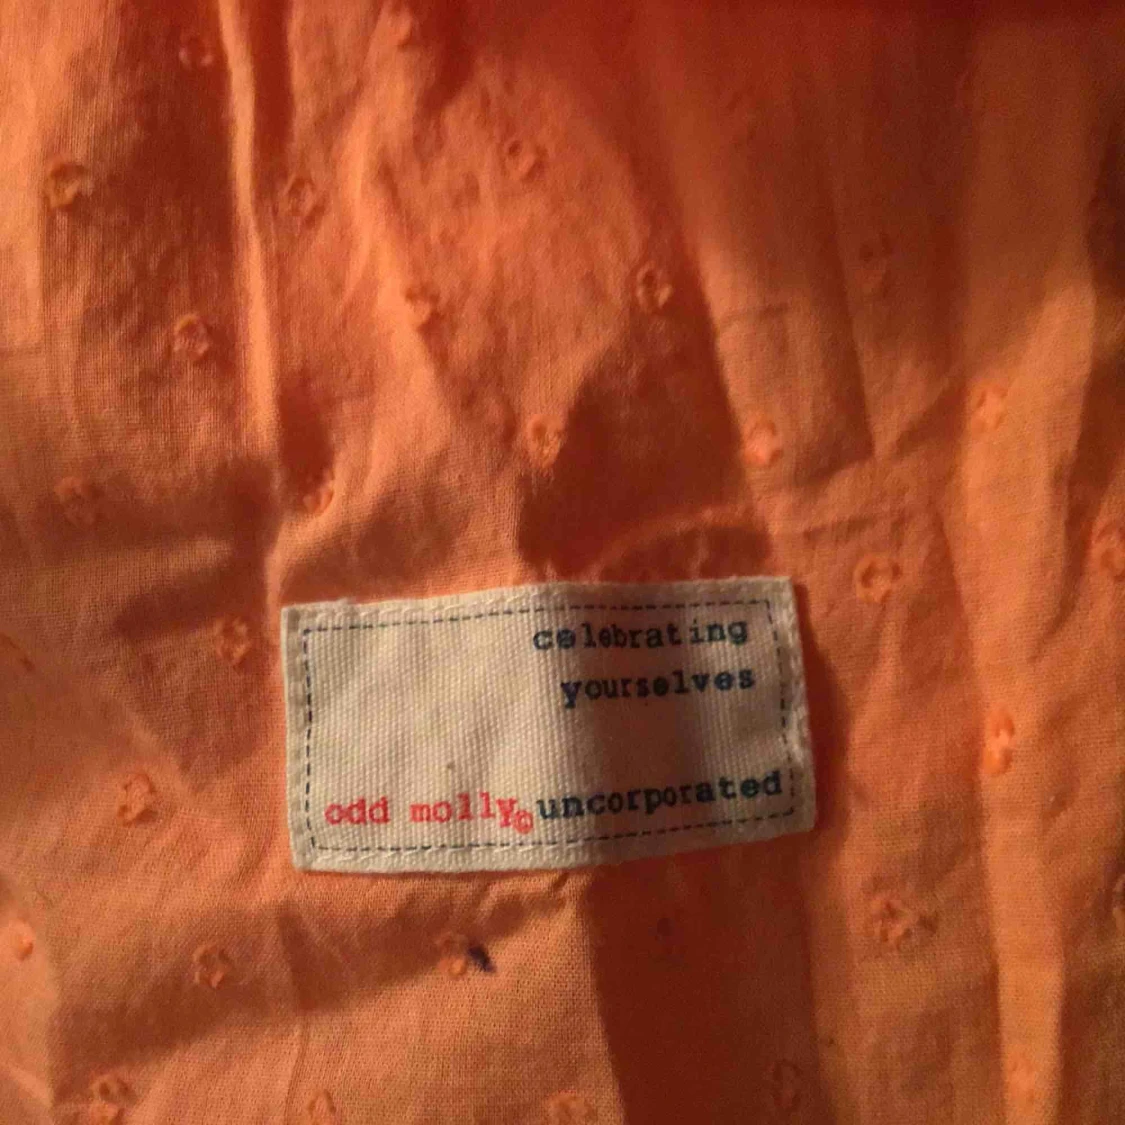 celebrating
yourselves
odd molly© uncorporated